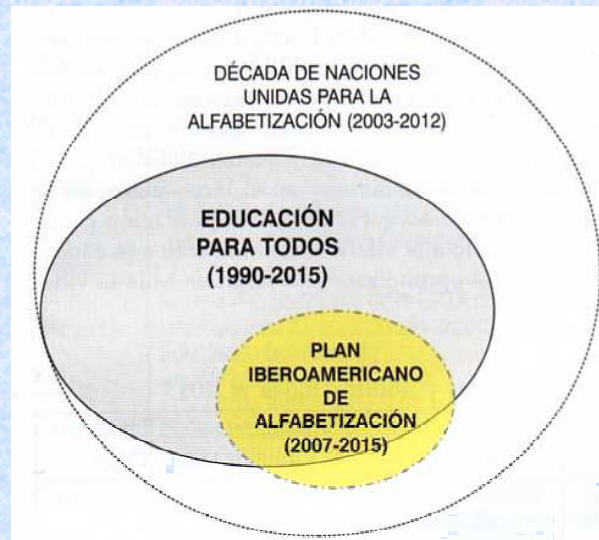 DÉCADA DE NACIONES
UNIDAS PARA LA
ALFABETIZACIÓN (2003-2012)
EDUCACIÓN
PARA TODOS
(1990-2015)
PLAN
IBEROAMERICANO
DE
ALFABETIZACIÓN
(2007-2015)